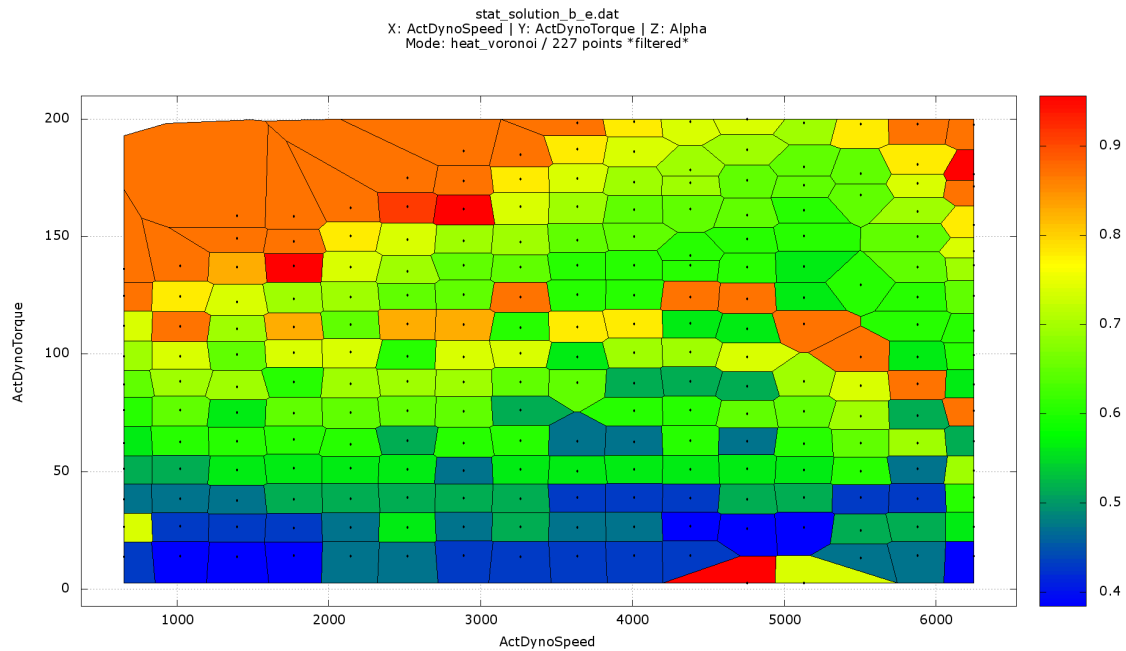 stat_solution_b_e.dat
X: ActDynoSpeed | Y: ActDynoTorque | Z: Alpha
Mode: heat_voronoi / 227 points *filtered*
200
150
100
50
0
ActDynoTorque
1000 2000 3000 4000 5000 6000
ActDynoSpeed
0.9
0.8
0.7
0.6
0.5
0.4